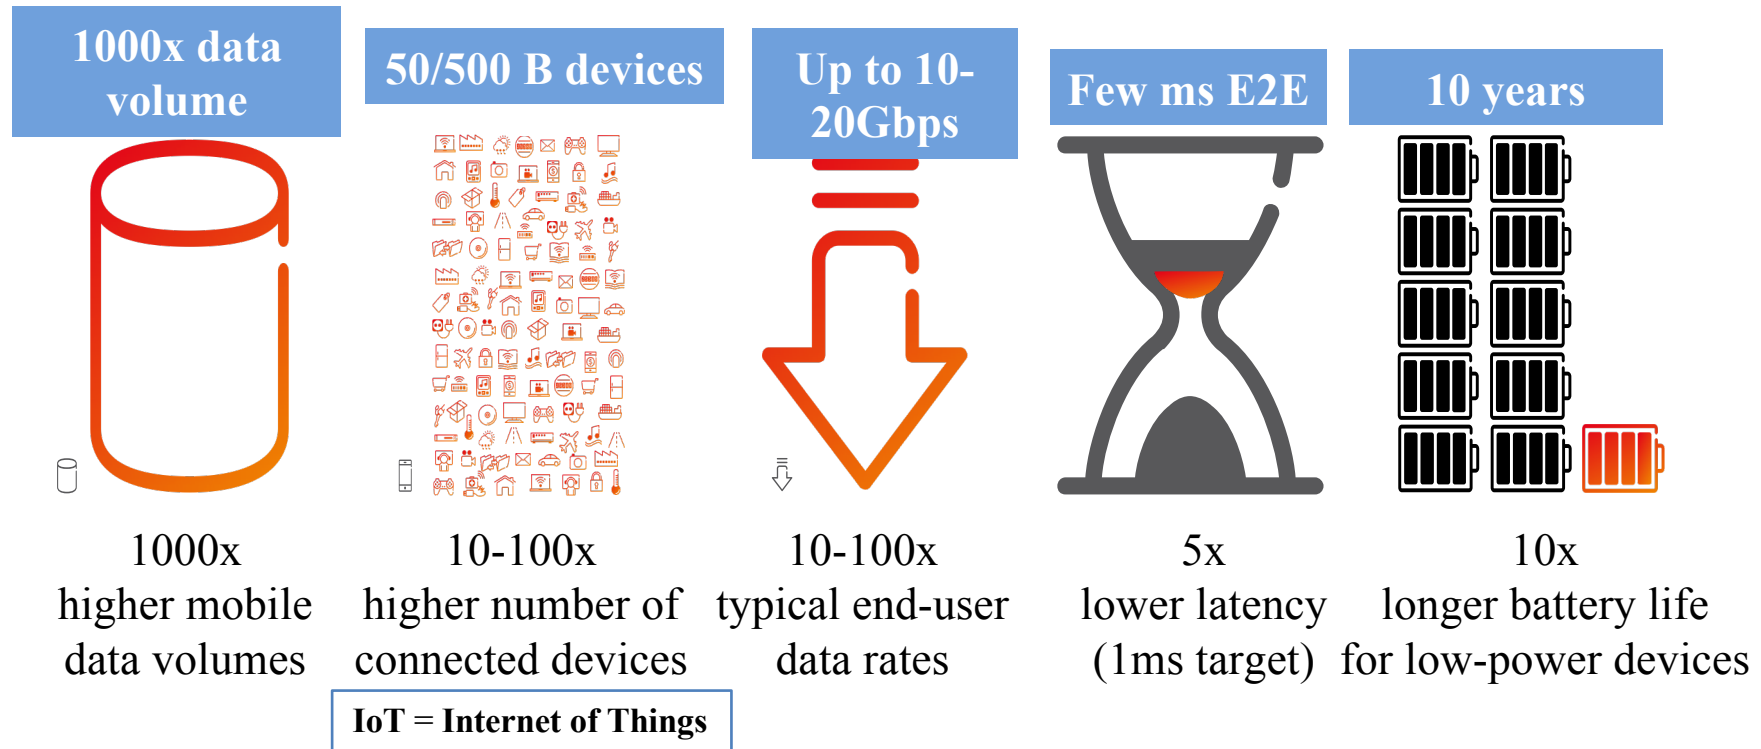 1000x data
volume
50/500 B devices
Up to 10-
20Gbps
Few ms E2E
10 years
1000x
higher mobile
data volumes
10-100x
higher number of
connected devices
10-100x
typical end-user
data rates
5x
lower latency
(1ms target)
10x
longer battery life
for low-power devices
IoT = Internet of Things